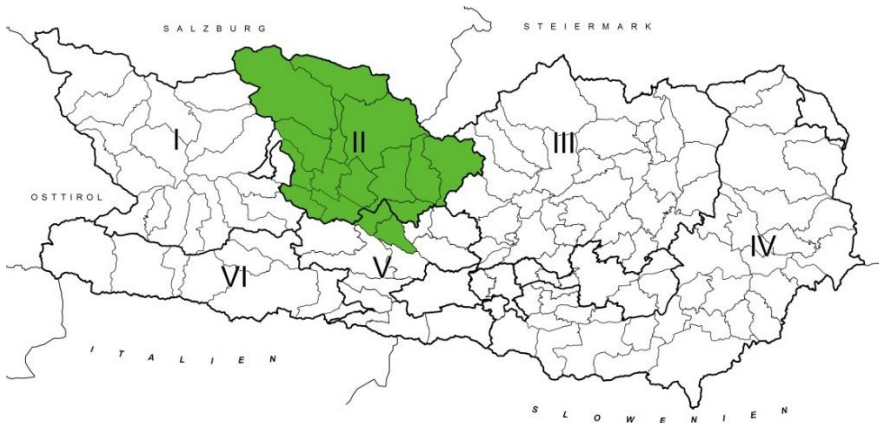 SALZBURG
STEIERMARK
I
II
III
OSTTIROL
IV
V
VI
ITALIEN
SLOWENIEN